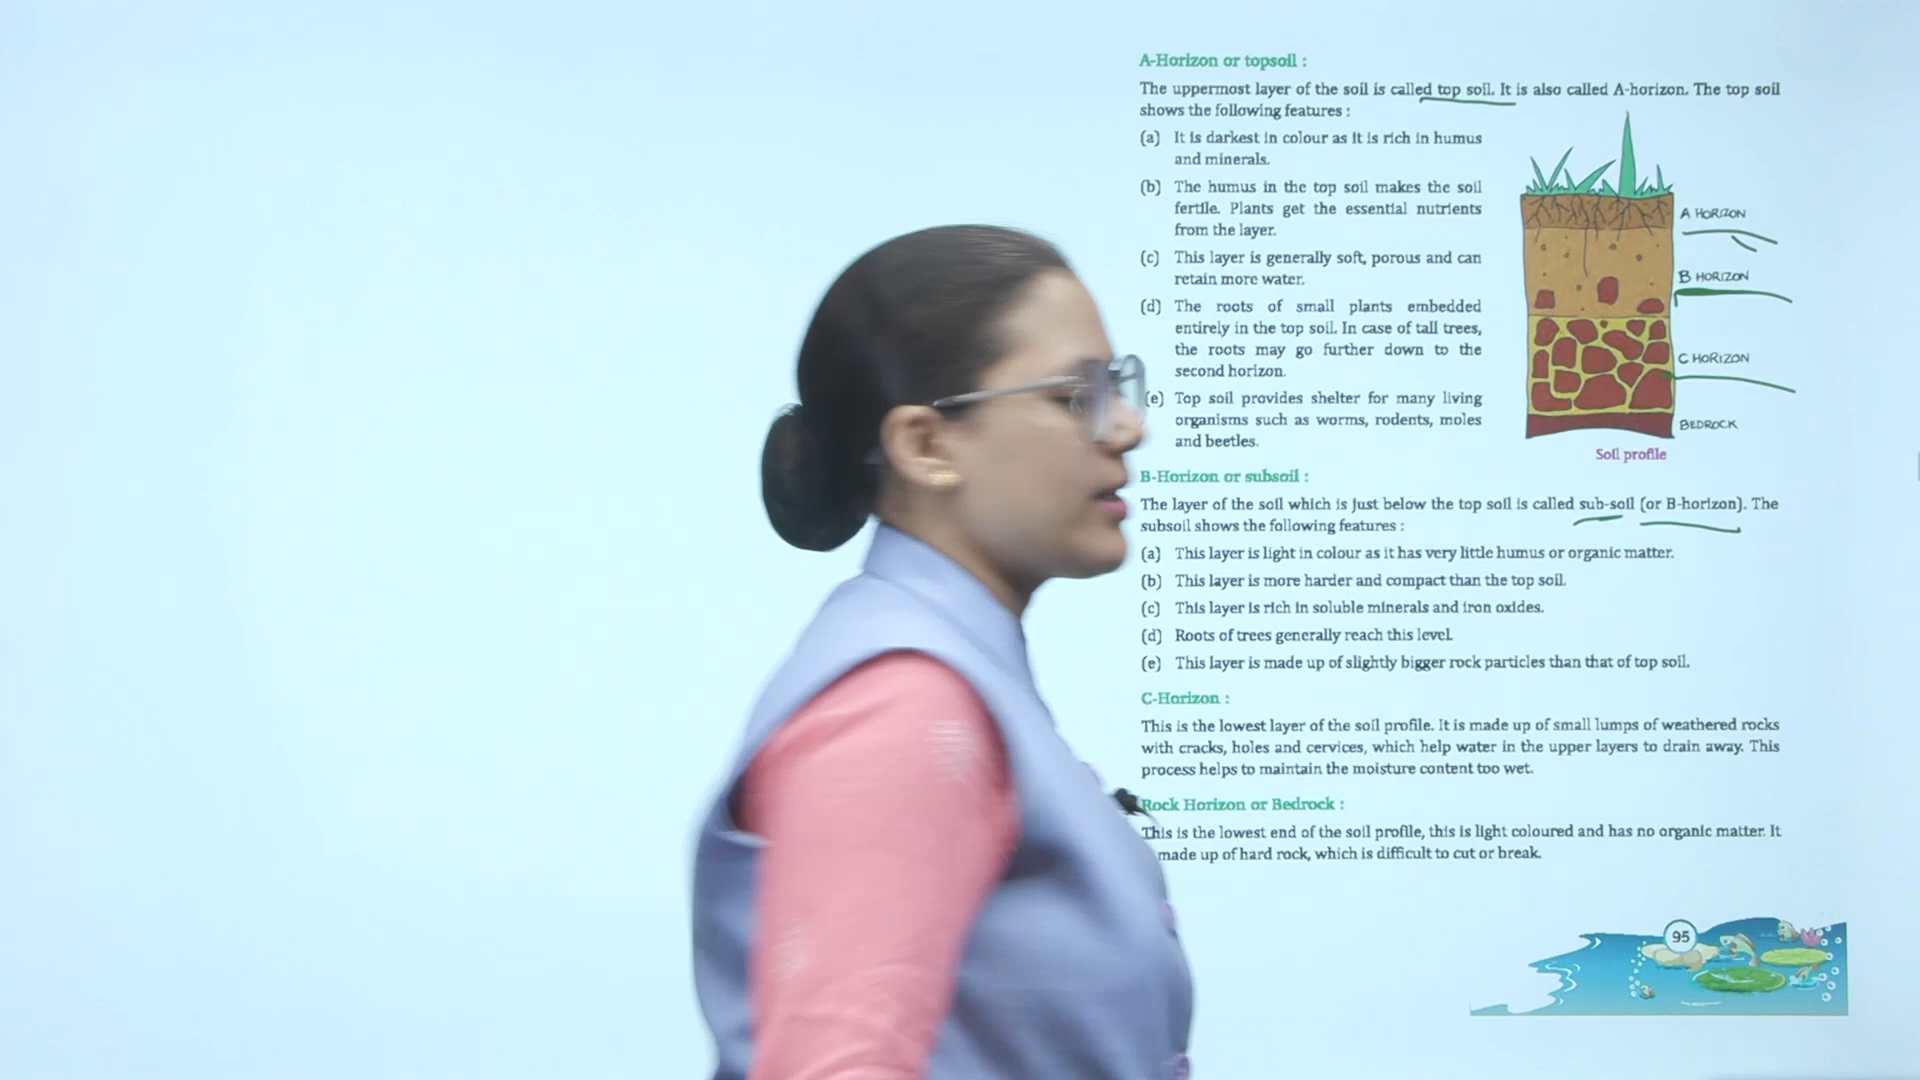 A-Horizon or topsoil :
The uppermost layer of the soil is called top soil. It is also called A-horizon. The top soil
shows the following features :
(a) It is darkest in colour as it is rich in humus
and minerals.
(b) The humus in the top soil makes the soil
fertile. Plants get the essential nutrients
from the layer.
(c) This layer is generally soft, porous and can
retain more water.
(d) The roots of small plants embedded
entirely in the top soil. In case of tall trees,
the roots may go further down to the
second horizon.
(e) Top soil provides shelter for many living
organisms such as worms, rodents, moles
and beetles.
A HORIZON
B HORIZON
C HORIZON
BEDROCK
Soil profile
B-Horizon or subsoil :
The layer of the soil which is just below the top soil is called sub-soil (or B-horizon). The
subsoil shows the following features :
(a) This layer is light in colour as it has very little humus or organic matter.
(b) This layer is more harder and compact than the top soil.
(c) This layer is rich in soluble minerals and iron oxides.
(d) Roots of trees generally reach this level.
(e) This layer is made up of slightly bigger rock particles than that of top soil.
C-Horizon :
This is the lowest layer of the soil profile. It is made up of small lumps of weathered rocks
with cracks, holes and cervices, which help water in the upper layers to drain away. This
process helps to maintain the moisture content too wet.
Rock Horizon or Bedrock :
This is the lowest end of the soil profile, this is light coloured and has no organic matter. It
made up of hard rock, which is difficult to cut or break.
95